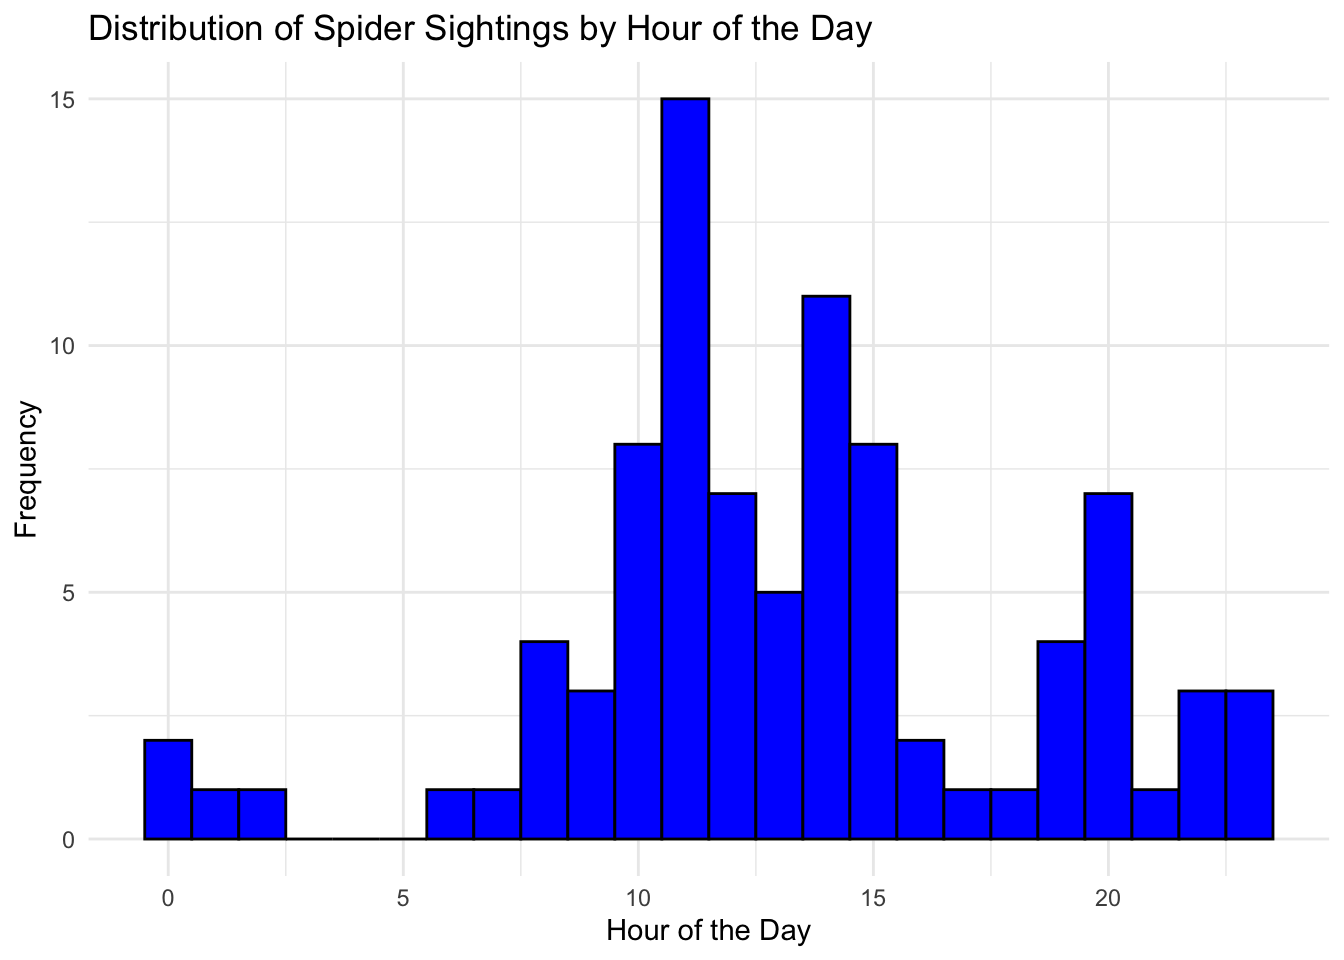 Distribution of Spider Sightings by Hour of the Day
15
10
5
0
Frequency
0 5 10 15 20
Hour of the Day